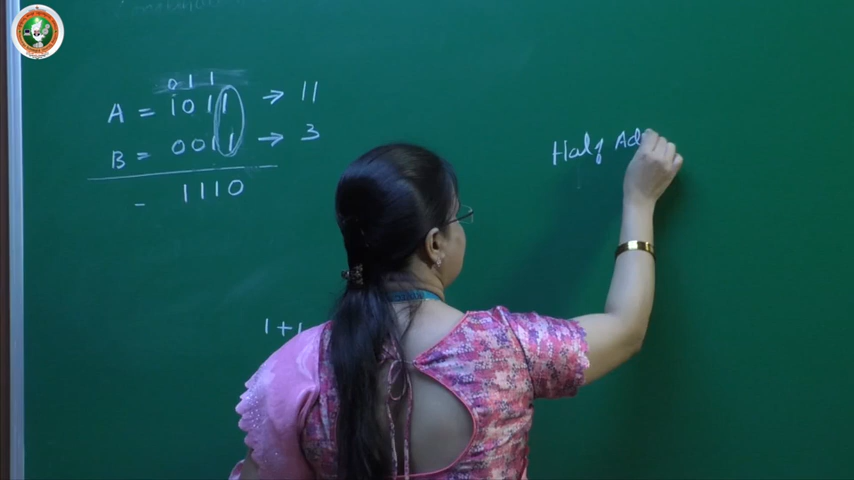 0 1 1
A = 1 0 1 1 → 11
B = 0 0 1 1 → 3
- 1 1 1 0
1 + 1
Half Ad